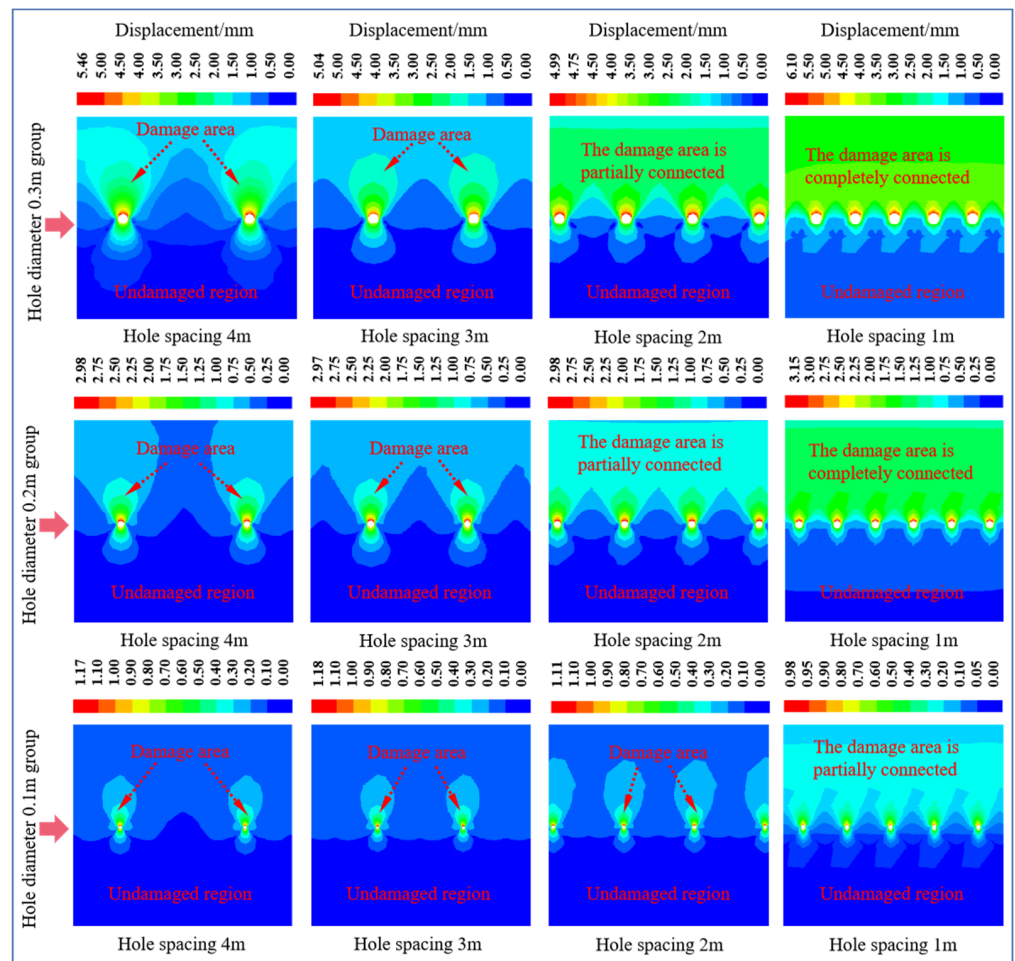 Displacement/mm
5.46 5.00 4.50 4.00 3.50 3.00 2.50 2.00 1.50 1.00 0.50 0.00
Displacement/mm
5.04 5.00 4.50 4.00 3.50 3.00 2.50 2.00 1.50 1.00 0.50 0.00
Displacement/mm
4.99 4.75 4.50 4.00 3.50 3.00 2.50 2.00 1.50 1.00 0.50 0.00
Displacement/mm
6.10 5.50 5.00 4.50 4.00 3.00 2.50 2.00 1.50 1.00 0.50 0.00
Hole diameter 0.3m group
Damage area
Undamaged region
Hole spacing 4m
Damage area
Undamaged region
Hole spacing 3m
The damage area is
partially connected
Undamaged region
Hole spacing 2m
The damage area is
completely connected
Undamaged region
Hole spacing 1m
2.98 2.75 2.50 2.25 2.00 1.75 1.50 1.25 1.00 0.75 0.50 0.25 0.00
2.97 2.75 2.50 2.25 2.00 1.75 1.50 1.25 1.00 0.75 0.50 0.25 0.00
2.98 2.75 2.50 2.25 2.00 1.75 1.50 1.25 1.00 0.75 0.50 0.25 0.00
3.15 3.00 2.75 2.50 2.25 2.00 1.50 1.25 1.00 0.75 0.50 0.25 0.00
Hole diameter 0.2m group
Damage area
Undamaged region
Hole spacing 4m
Damage area
Undamaged region
Hole spacing 3m
The damage area is
partially connected
Undamaged region
Hole spacing 2m
The damage area is
completely connected
Undamaged region
Hole spacing 1m
1.17 1.10 1.00 0.90 0.80 0.70 0.60 0.50 0.40 0.30 0.20 0.10 0.00
1.18 1.10 1.00 0.90 0.80 0.70 0.60 0.50 0.40 0.30 0.20 0.10 0.00
1.11 1.10 1.00 0.90 0.80 0.70 0.60 0.50 0.40 0.30 0.20 0.10 0.00
0.98 0.95 0.90 0.80 0.70 0.60 0.50 0.40 0.30 0.20 0.10 0.05 0.00
Hole diameter 0.1m group
Damage area
Undamaged region
Hole spacing 4m
Damage area
Undamaged region
Hole spacing 3m
Damage area
Undamaged region
Hole spacing 2m
The damage area is
partially connected
Undamaged region
Hole spacing 1m